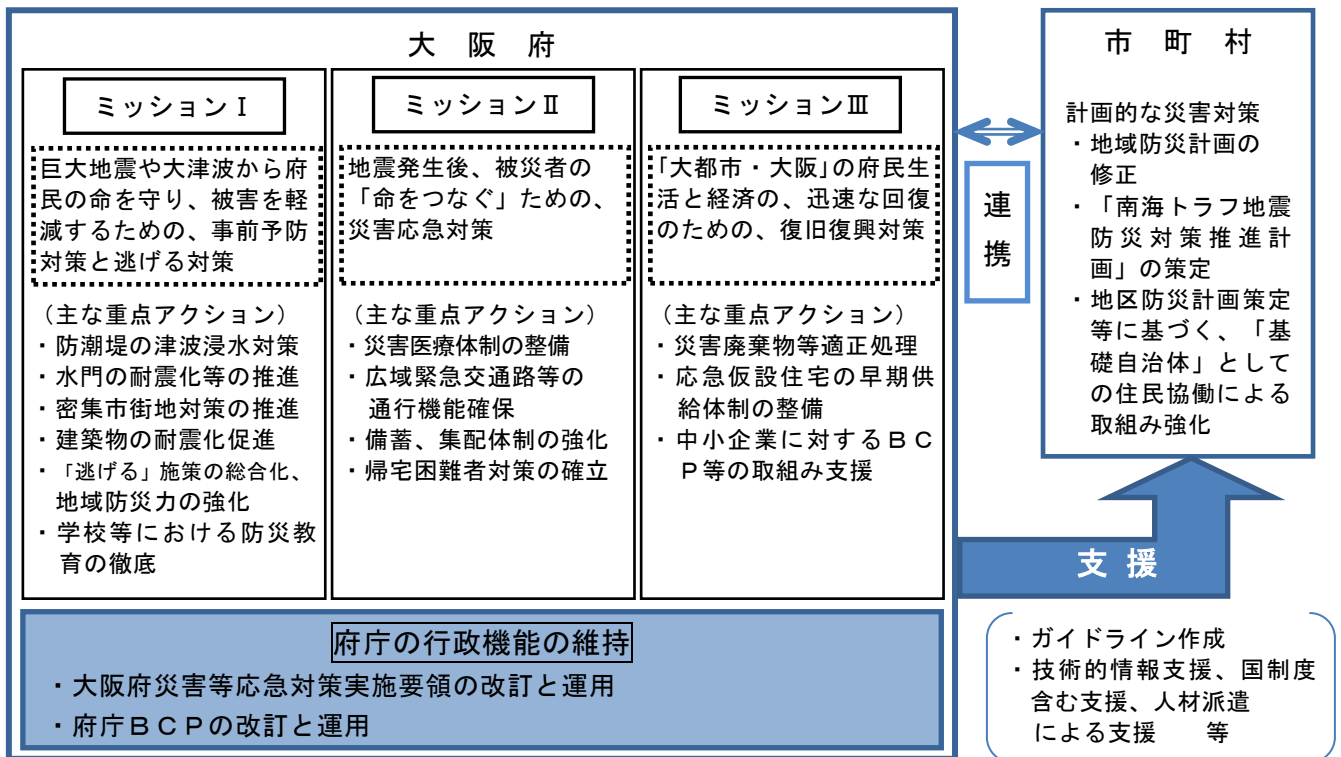 大阪府
ミッションⅠ
巨大地震や大津波から府
民の命を守り、被害を軽
減するための、事前予防
対策と逃げる対策
（主な重点アクション）
・防潮堤の津波浸水対策
・水門の耐震化等の推進
・密集市街地対策の推進
・建築物の耐震化促進
・「逃げる」施策の総合化、
地域防災力の強化
・学校等における防災教
育の徹底
ミッションⅡ
地震発生後、被災者の
「命をつなぐ」ための、
災害応急対策
（主な重点アクション）
・災害医療体制の整備
・広域緊急交通路等の
通行機能確保
・備蓄、集配体制の強化
・帰宅困難者対策の確立
ミッションⅢ
「大都市・大阪」の府民生
活と経済の、迅速な回復
のための、復旧復興対策
（主な重点アクション）
・災害廃棄物等適正処理
・応急仮設住宅の早期供
給体制の整備
・中小企業に対するＢＣ
Ｐ等の取組み支援
府庁の行政機能の維持
・大阪府災害等応急対策実施要領の改訂と運用
・府庁ＢＣＰの改訂と運用
連
携
市町村
計画的な災害対策
・地域防災計画の
修正
・「南海トラフ地震
防災対策推進計
画」の策定
・地区防災計画策定
等に基づく、「基
礎自治体」として
の住民協働による
取組み強化
支援
・ガイドライン作成
・技術的情報支援、国制度
含む支援、人材派遣
による支援　等